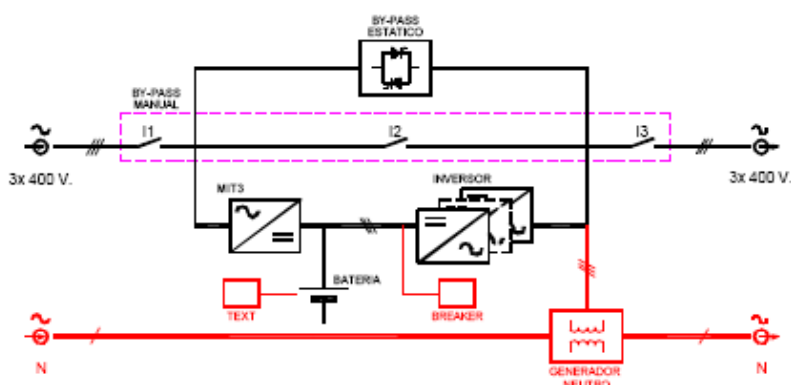 BY-PASS
ESTATICO
BY-PASS
MANUAL
I1
I2
I3
3x 400 V.
3x 400 V.
MIT3
INVERSOR
BATERIA
TEXT
BREAKER
N
N
GENERADOR
NEUTRO